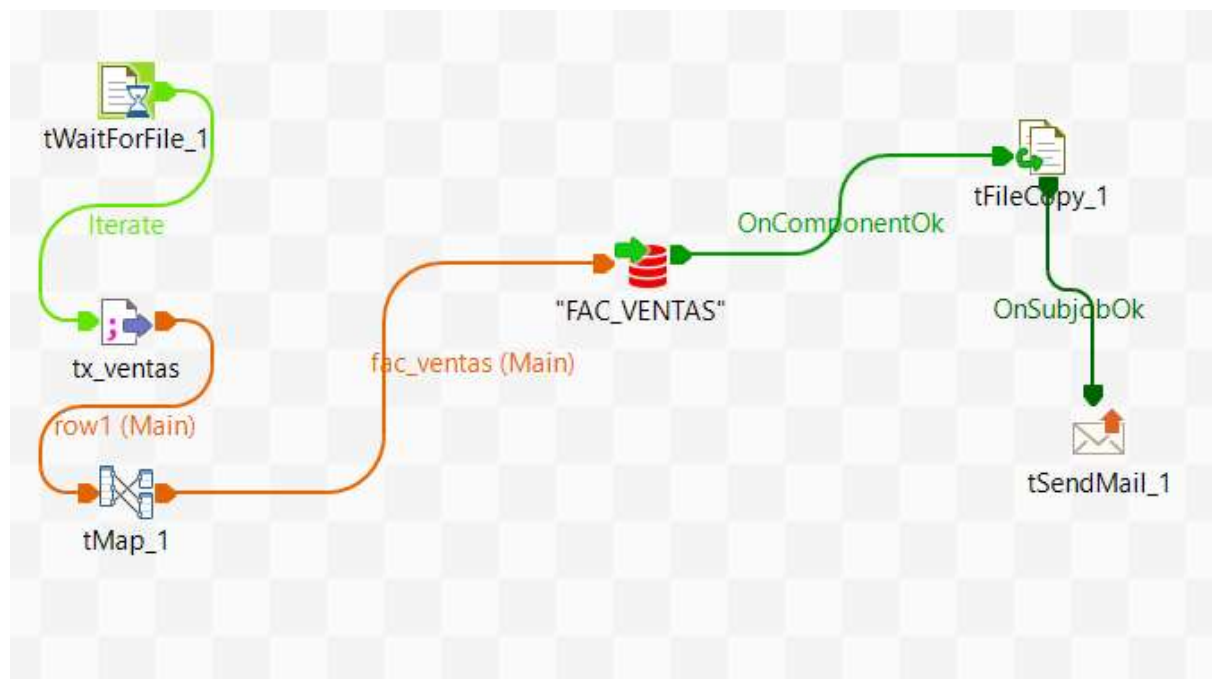 tWaitForFile_1
Iterate
tx_ventas
row1 (Main)
tMap_1
fac_ventas (Main)
"FAC_VENTAS"
OnComponentOk
tFileCopy_1
OnSubjobOk
tSendMail_1